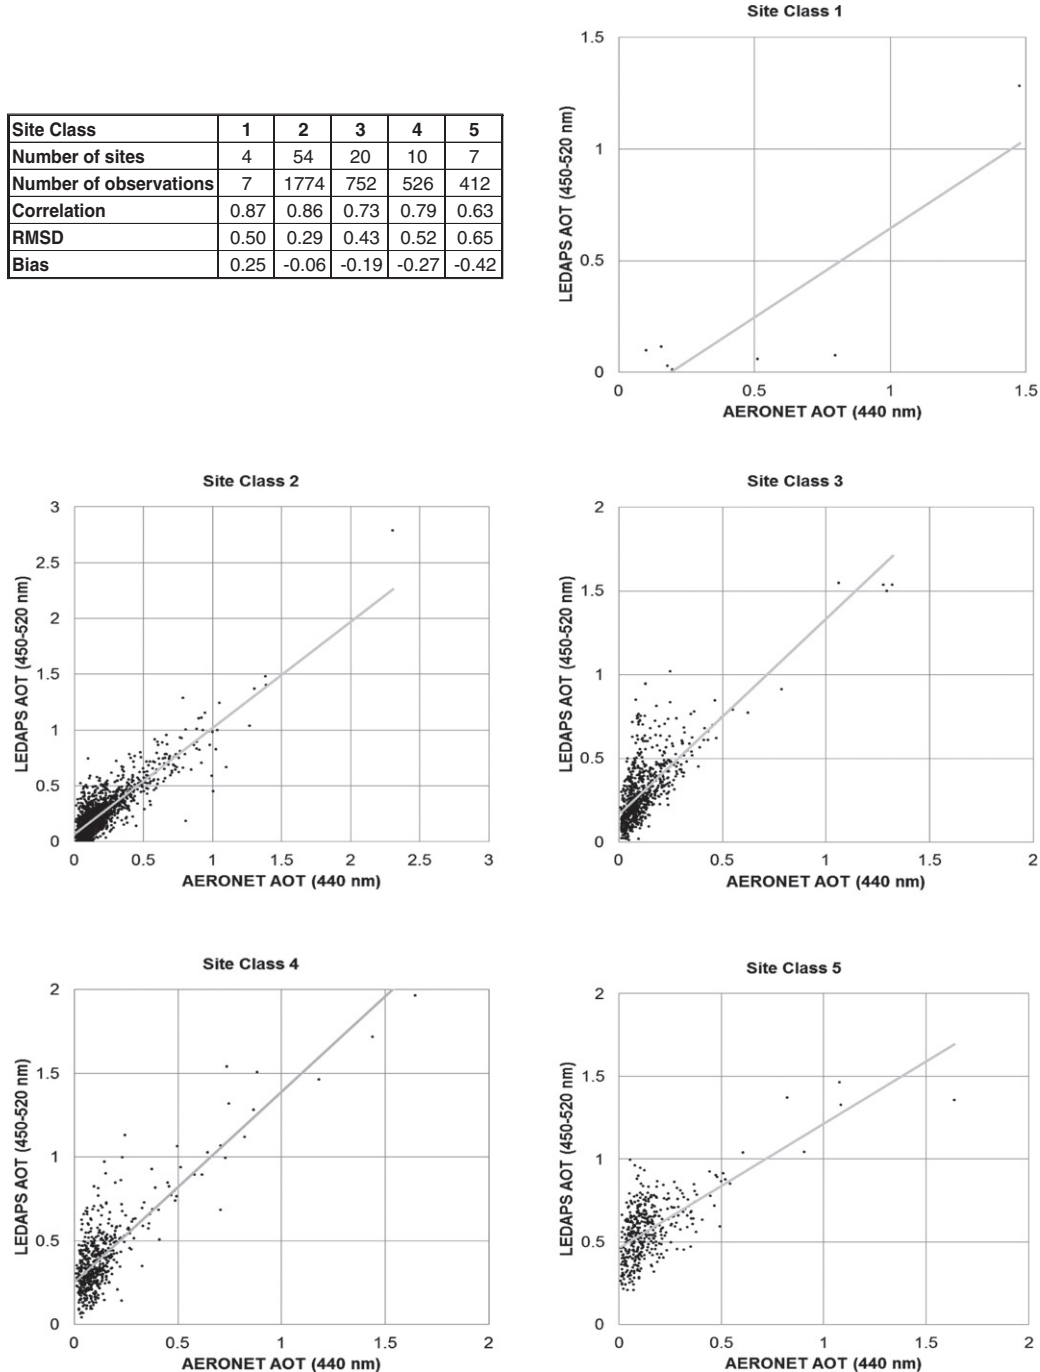 Site Class 1 2 3 4 5
Number of sites 4 54 20 10 7
Number of observations 7 1774 752 526 412
Correlation 0.87 0.86 0.73 0.79 0.63
RMSD 0.50 0.29 0.43 0.52 0.65
Bias 0.25 -0.06 -0.19 -0.27 -0.42
Site Class 1
LEDAPS AOT (450-520 nm)
1.5
1
0.5
0
0 0.5 1 1.5
AERONET AOT (440 nm)
Site Class 2
LEDAPS AOT (450-520 nm)
3
2.5
2
1.5
1
0.5
0
0 0.5 1 1.5 2 2.5 3
AERONET AOT (440 nm)
Site Class 3
LEDAPS AOT (450-520 nm)
2
1.5
1
0.5
0
0 0.5 1 1.5 2
AERONET AOT (440 nm)
Site Class 4
LEDAPS AOT (450-520 nm)
2
1.5
1
0.5
0
0 0.5 1 1.5 2
AERONET AOT (440 nm)
Site Class 5
LEDAPS AOT (450-520 nm)
2
1.5
1
0.5
0
0 0.5 1 1.5 2
AERONET AOT (440 nm)